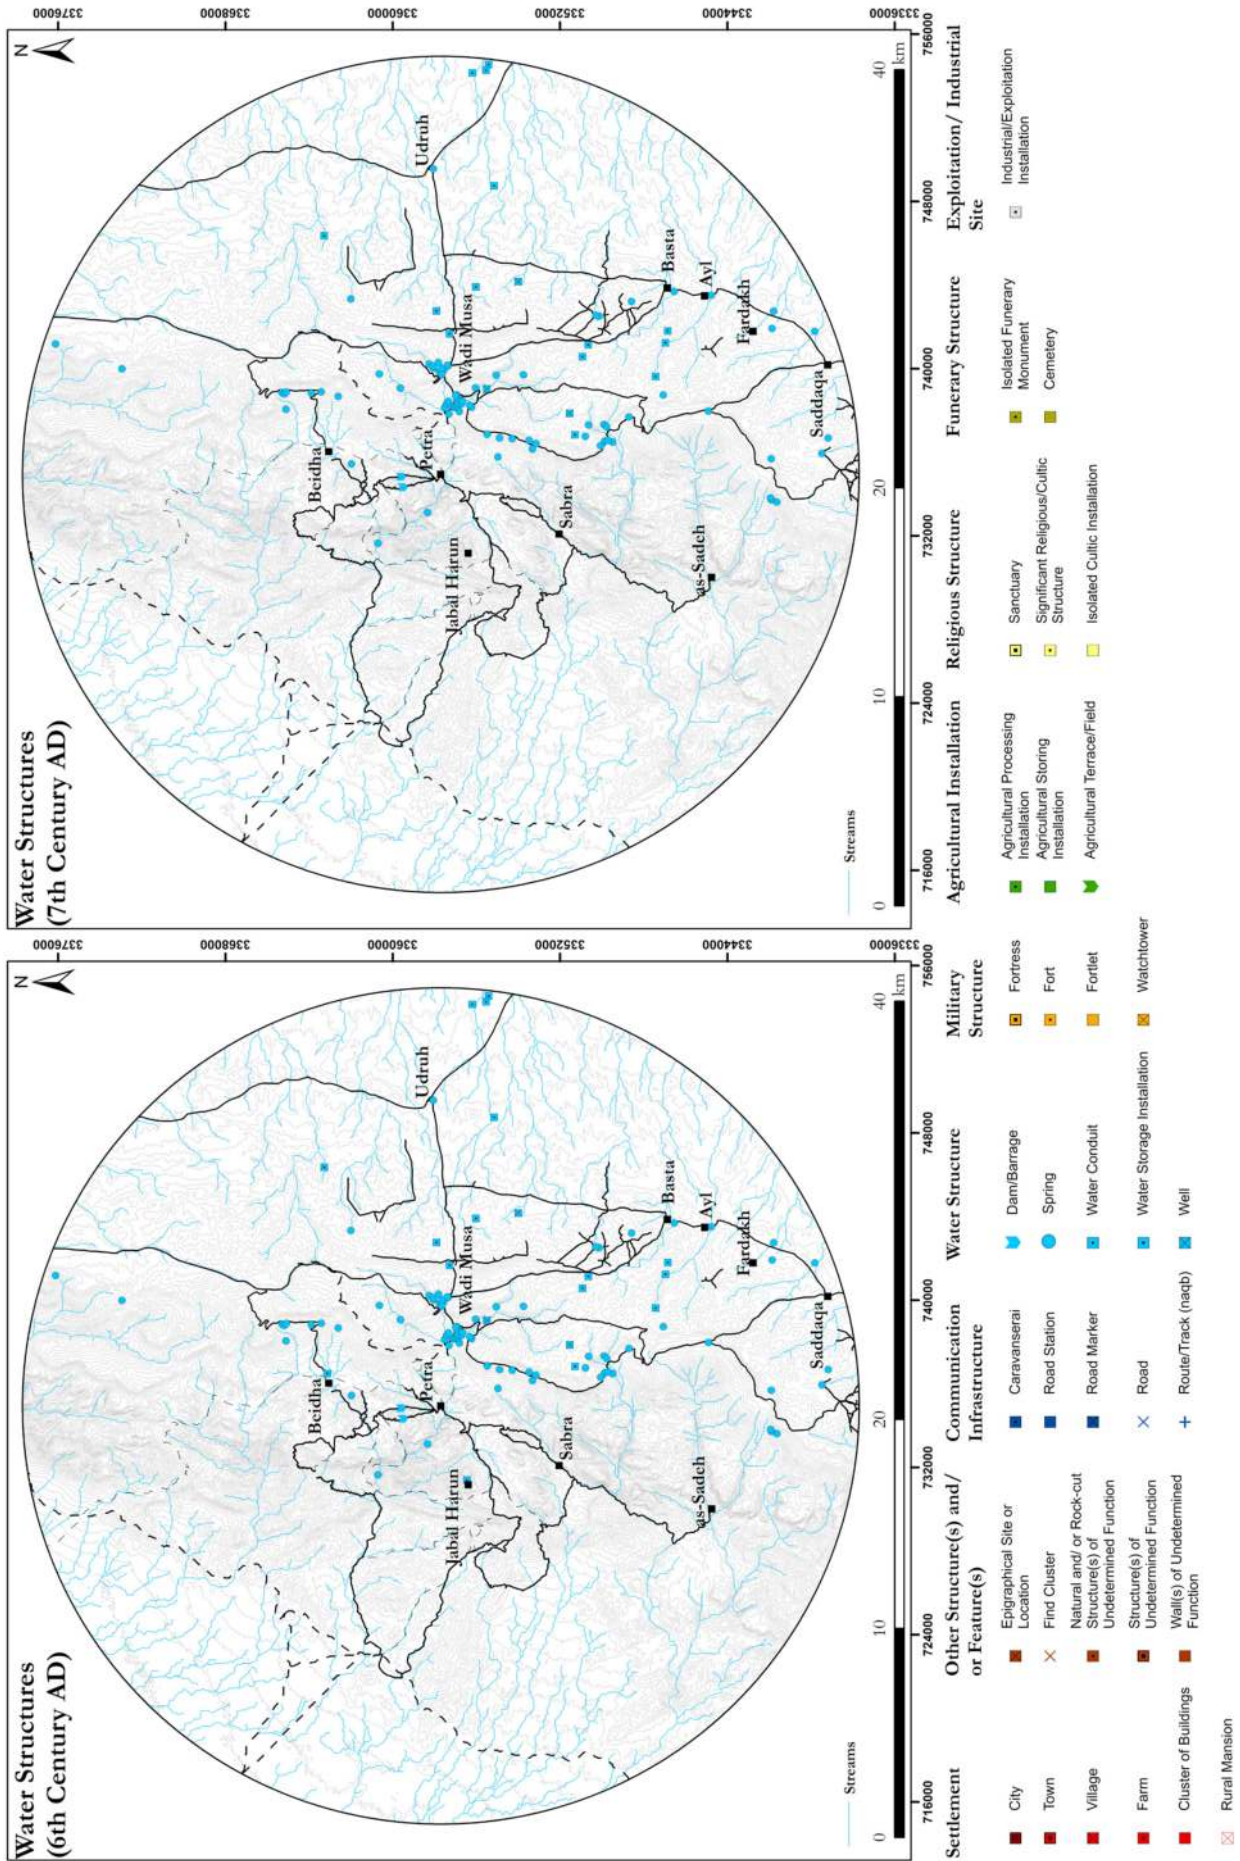 Water Structures
(6th Century AD)
N
3376000
3368000
3360000
3352000
3344000
3336000
716000
724000
732000
740000
748000
756000
Udruh
Wadi Musa
Beidha
Petra
Jabal Harun
Sabra
as-Sadeh
Basta
Ayl
Fardakh
Saddaqa
Streams
0
10
20
40
km
Water Structures
(7th Century AD)
N
3376000
3368000
3360000
3352000
3344000
3336000
716000
724000
732000
740000
748000
756000
Udruh
Wadi Musa
Beidha
Petra
Jabal Harun
Sabra
as-Sadeh
Basta
Ayl
Fardakh
Saddaqa
Streams
0
10
20
40
km
Settlement
City
Town
Village
Farm
Cluster of Buildings
Rural Mansion
Other Structure(s) and/
or Feature(s)
Epigraphical Site or
Location
Find Cluster
Natural and/ or Rock-cut
Structure(s) of
Undetermined Function
Structure(s) of
Undetermined Function
Wall(s) of Undetermined
Function
Communication
Infrastructure
Caravanserai
Road Station
Road Marker
Road
Route/Track (naqb)
Water Structure
Dam/Barrage
Spring
Water Conduit
Water Storage Installation
Well
Military
Structure
Fortress
Fort
Fortlet
Watchtower
Agricultural Installation
Agricultural Processing
Installation
Agricultural Storing
Installation
Agricultural Terrace/Field
Religious Structure
Sanctuary
Significant Religious/Cultic
Structure
Isolated Cultic Installation
Funerary Structure
Isolated Funerary
Monument
Cemetery
Exploitation/ Industrial
Site
Industrial/Exploitation
Installation